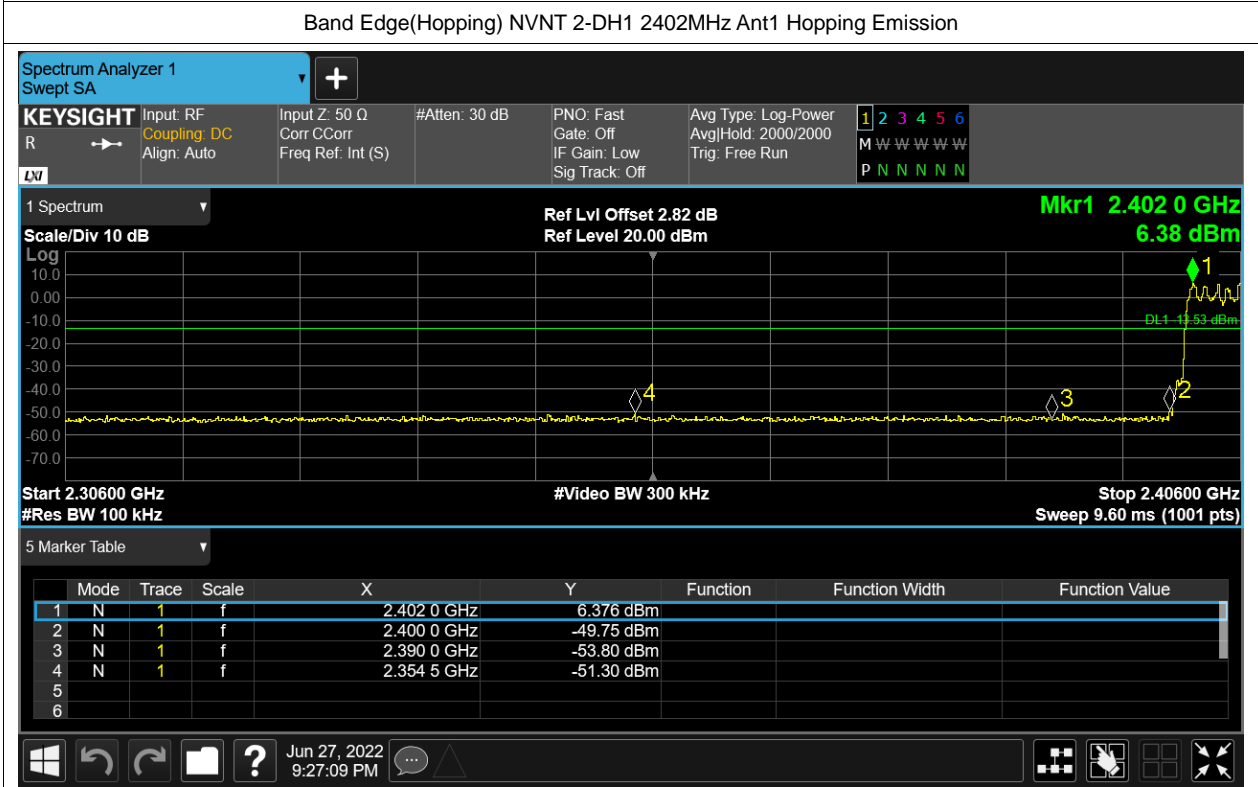 Band Edge(Hopping) NVNT 2-DH1 2402MHz Ant1 Hopping Emission
Spectrum Analyzer 1
Swept SA
KEYSIGHT Input: RF Input Z: 50 Ω #Atten: 30 dB PNO: Fast Avg Type: Log-Power 1 2 3 4 5 6
R Coupling: DC Corr CCorr Gate: Off Avg|Hold: 2000/2000 M W W W W W
Align: Auto Freq Ref: Int (S) IF Gain: Low Trig: Free Run
LXI Sig Track: Off P N N N N N
1 Spectrum Ref Lvl Offset 2.82 dB Mkr1 2.402 0 GHz
Scale/Div 10 dB Ref Level 20.00 dBm 6.38 dBm
Log
1
10.0
0.00
-10.0 DL1 -13.53 dBm
-20.0
-30.0
-40.0 4 3 2
-50.0
-60.0
-70.0
Start 2.30600 GHz #Video BW 300 kHz Stop 2.40600 GHz
#Res BW 100 kHz Sweep 9.60 ms (1001 pts)
5 Marker Table
Mode Trace Scale X Y Function Function Width Function Value
1 N 1 f 2.402 0 GHz 6.376 dBm
2 N 1 f 2.400 0 GHz -49.75 dBm
3 N 1 f 2.390 0 GHz -53.80 dBm
4 N 1 f 2.354 5 GHz -51.30 dBm
5
6
? Jun 27, 2022
9:27:09 PM